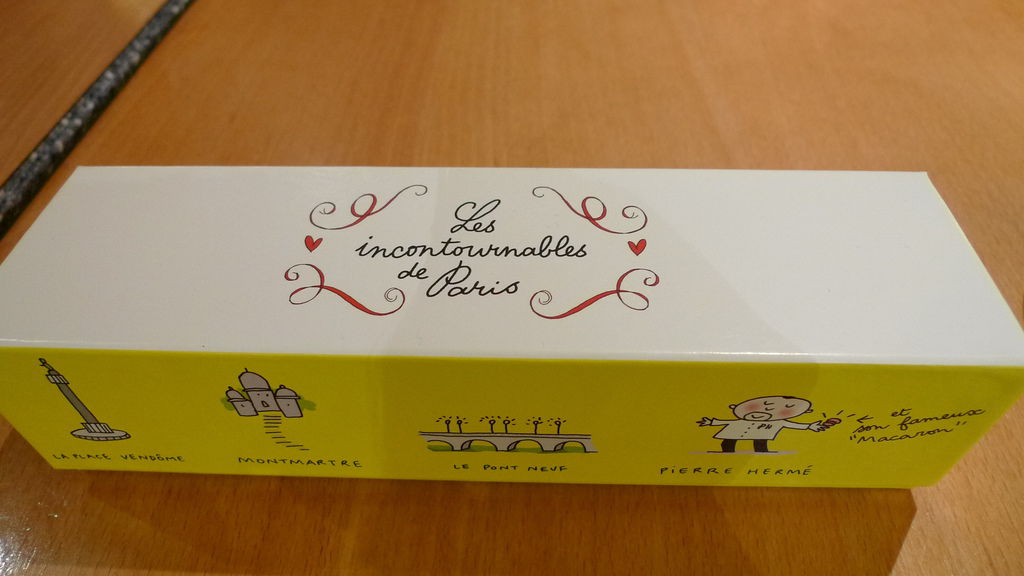 Les
incontournables
de Paris
LA PLACE VENDÔME
MONTMARTRE
LE PONT NEUF
PH
PIERRE HERMÉ
et
son fameux
"Macaron"